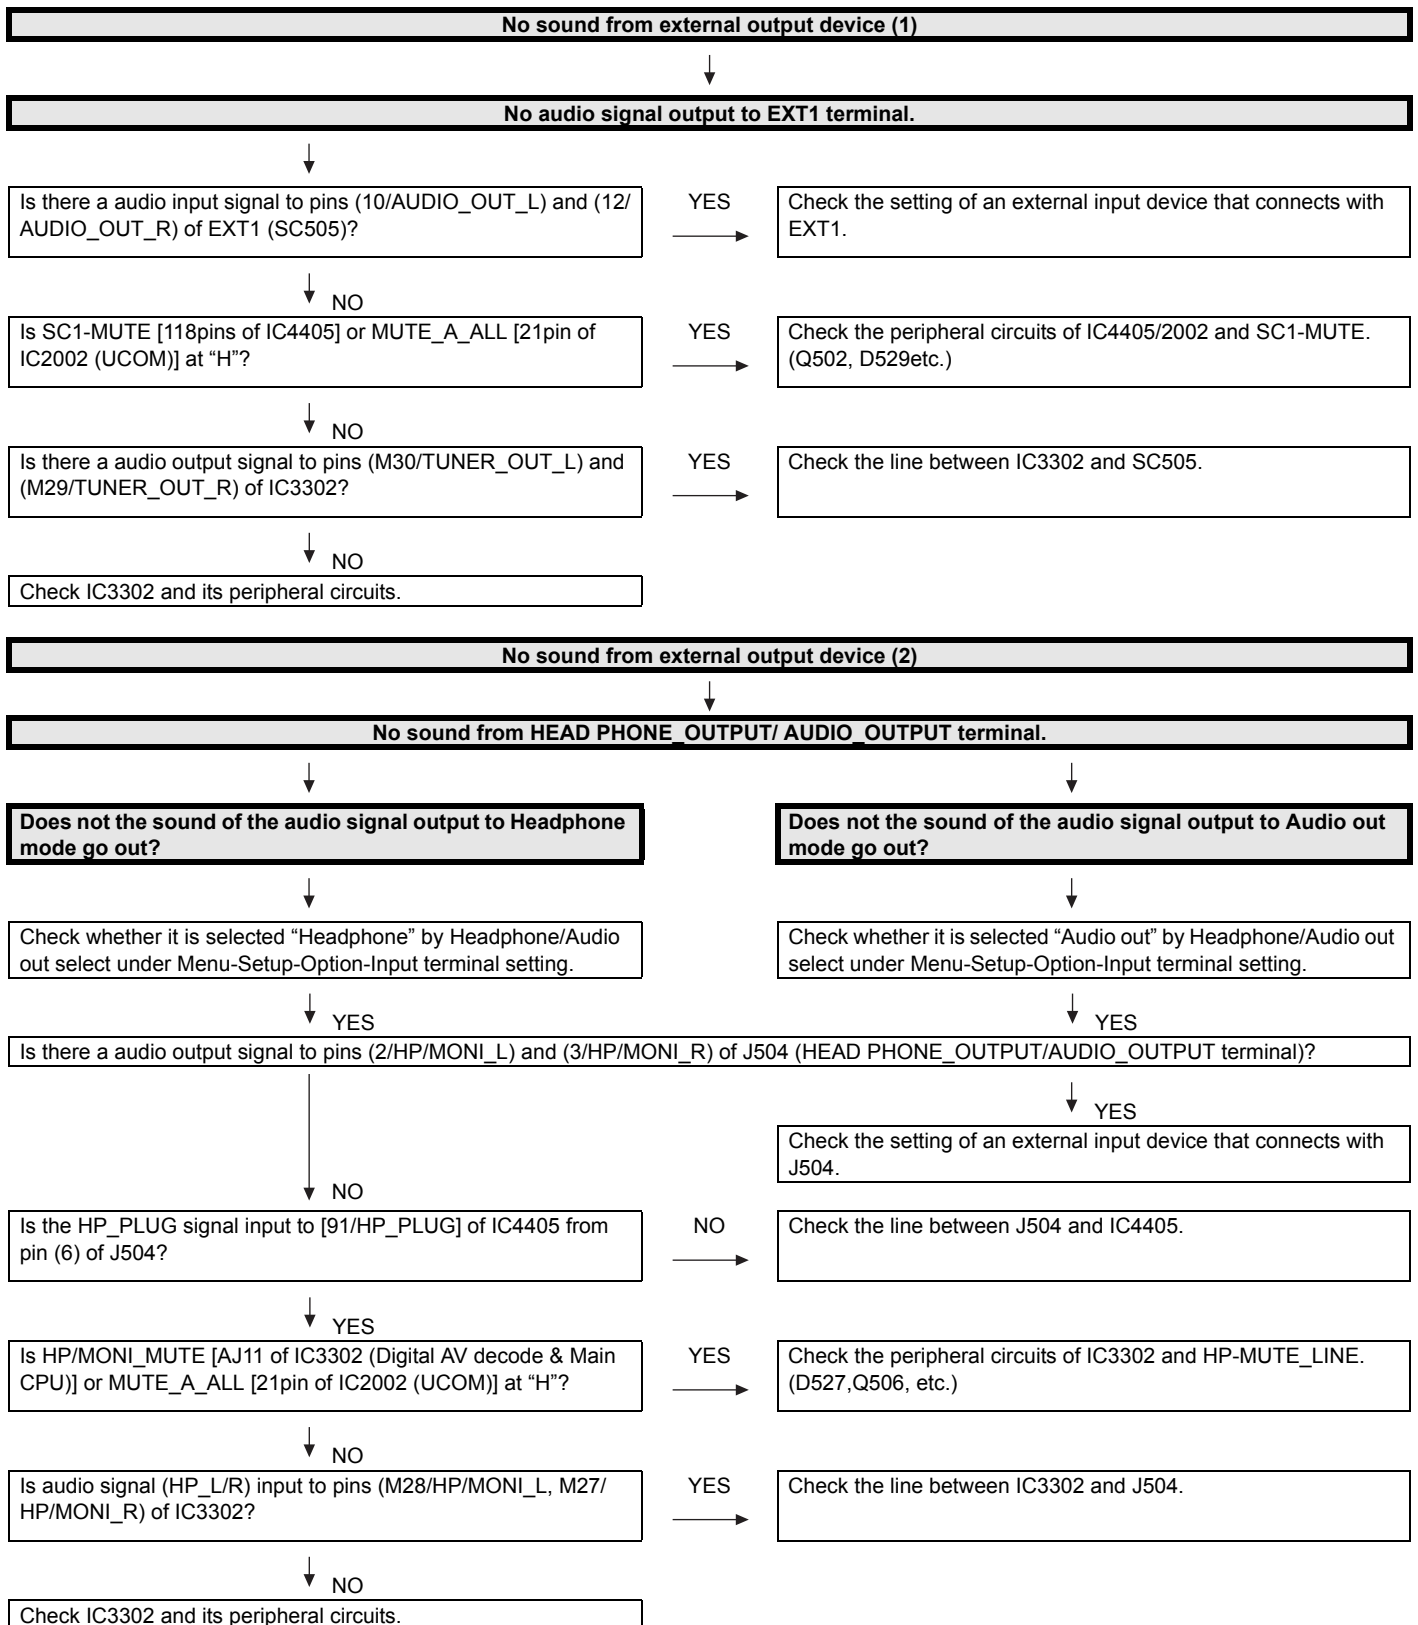 No sound from external output device (1)
No audio signal output to EXT1 terminal.
Is there a audio input signal to pins (10/AUDIO_OUT_L) and (12/
AUDIO_OUT_R) of EXT1 (SC505)?
YES
Check the setting of an external input device that connects with
EXT1.
NO
Is SC1-MUTE [118pins of IC4405] or MUTE_A_ALL [21pin of
IC2002 (UCOM)] at “H”?
YES
Check the peripheral circuits of IC4405/2002 and SC1-MUTE.
(Q502, D529etc.)
NO
Is there a audio output signal to pins (M30/TUNER_OUT_L) and
(M29/TUNER_OUT_R) of IC3302?
YES
Check the line between IC3302 and SC505.
NO
Check IC3302 and its peripheral circuits.
No sound from external output device (2)
No sound from HEAD PHONE_OUTPUT/ AUDIO_OUTPUT terminal.
Does not the sound of the audio signal output to Headphone
mode go out?
Does not the sound of the audio signal output to Audio out
mode go out?
Check whether it is selected “Headphone” by Headphone/Audio
out select under Menu-Setup-Option-Input terminal setting.
Check whether it is selected “Audio out” by Headphone/Audio out
select under Menu-Setup-Option-Input terminal setting.
YES
YES
Is there a audio output signal to pins (2/HP/MONI_L) and (3/HP/MONI_R) of J504 (HEAD PHONE_OUTPUT/AUDIO_OUTPUT terminal)?
YES
Check the setting of an external input device that connects with
J504.
NO
Is the HP_PLUG signal input to [91/HP_PLUG] of IC4405 from
pin (6) of J504?
NO
Check the line between J504 and IC4405.
YES
Is HP/MONI_MUTE [AJ11 of IC3302 (Digital AV decode & Main
CPU)] or MUTE_A_ALL [21pin of IC2002 (UCOM)] at “H”?
YES
Check the peripheral circuits of IC3302 and HP-MUTE_LINE.
(D527,Q506, etc.)
NO
Is audio signal (HP_L/R) input to pins (M28/HP/MONI_L, M27/
HP/MONI_R) of IC3302?
YES
Check the line between IC3302 and J504.
NO
Check IC3302 and its peripheral circuits.